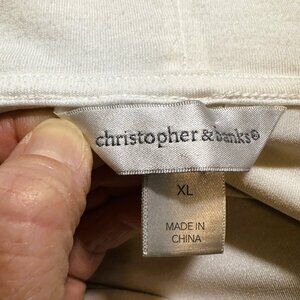 christopher & banks®
XL
MADE IN
CHINA